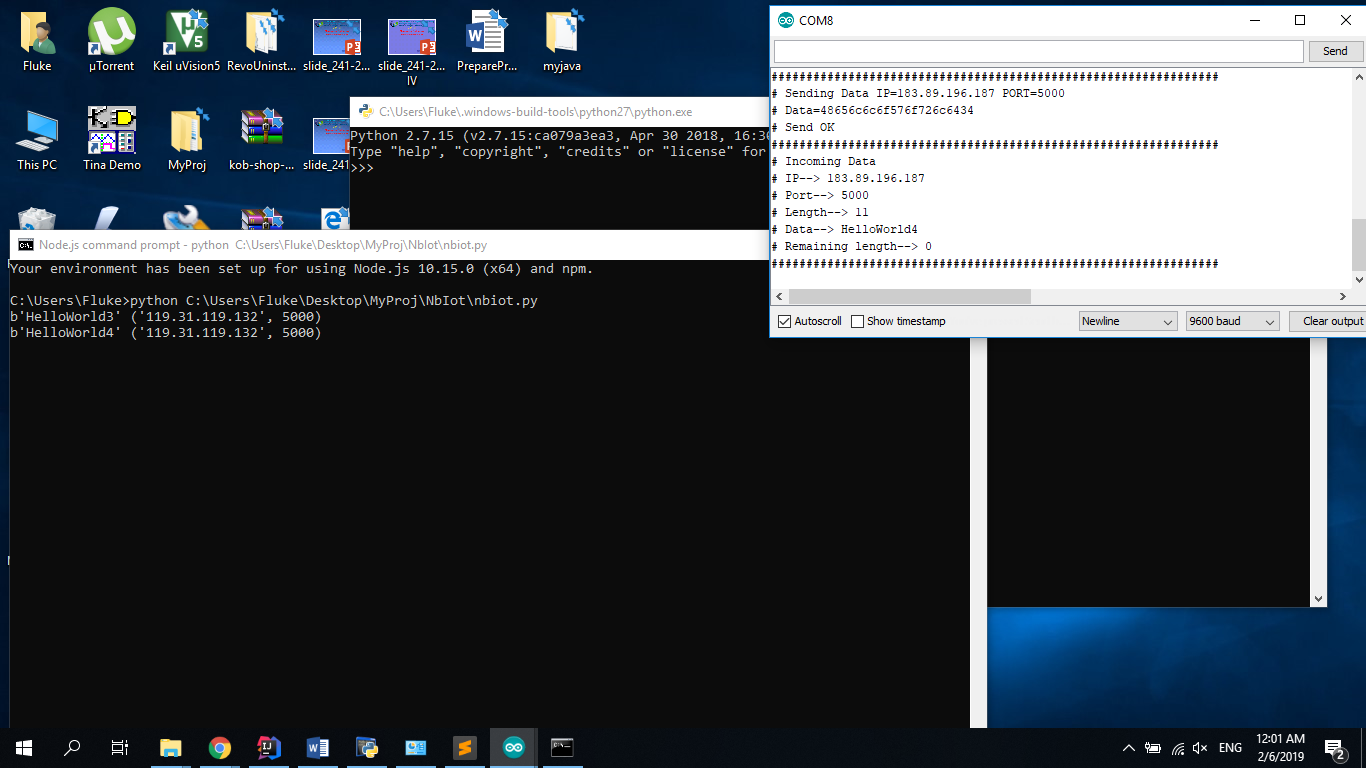 Fluke
µTorrent
Keil uVision5
RevoUninst...
slide_241-2...
slide_241-2...
IV
PreparePr...
myjava
This PC
Tina Demo
MyProj
kob-shop-...
slide_241
C:\Users\Fluke\.windows-build-tools\python27\python.exe
Python 2.7.15 (v2.7.15:ca079a3ea3, Apr 30 2018, 16:30
Type "help", "copyright", "credits" or "license" for
>>>
Node.js command prompt - python  C:\Users\Fluke\Desktop\MyProj\NbIot\nbiot.py
Your environment has been set up for using Node.js 10.15.0 (x64) and npm.
C:\Users\Fluke>python C:\Users\Fluke\Desktop\MyProj\NbIot\nbiot.py
b'HelloWorld3' ('119.31.119.132', 5000)
b'HelloWorld4' ('119.31.119.132', 5000)
COM8
Send
################################################################
# Sending Data IP=183.89.196.187 PORT=5000
# Data=48656c6c6f576f726c6434
# Send OK
################################################################
# Incoming Data
# IP--> 183.89.196.187
# Port--> 5000
# Length--> 11
# Data--> HelloWorld4
# Remaining length--> 0
################################################################
Autoscroll
Show timestamp
Newline
9600 baud
Clear output
ENG
12:01 AM
2/6/2019
2